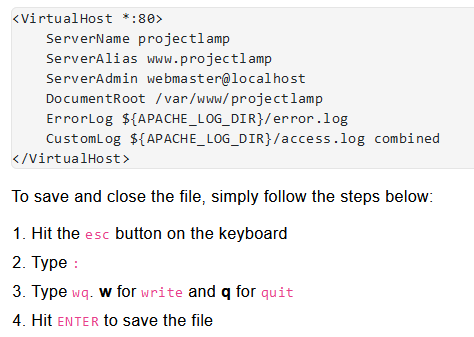 <VirtualHost *:80>
    ServerName projectlamp
    ServerAlias www.projectlamp
    ServerAdmin webmaster@localhost
    DocumentRoot /var/www/projectlamp
    ErrorLog ${APACHE_LOG_DIR}/error.log
    CustomLog ${APACHE_LOG_DIR}/access.log combined
</VirtualHost>
To save and close the file, simply follow the steps below:
1. Hit the esc button on the keyboard
2. Type :
3. Type wq. w for write and q for quit
4. Hit ENTER to save the file